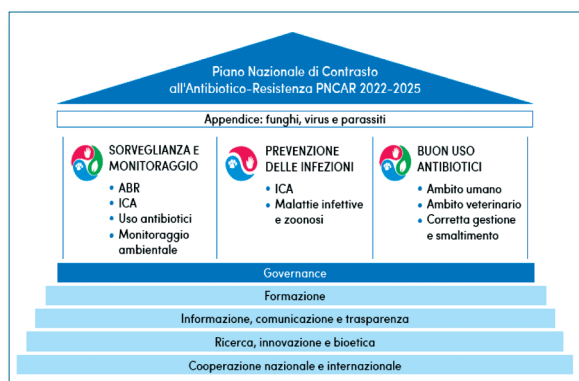 Piano Nazionale di Contrasto
all'Antibiotico-Resistenza PNCAR 2022-2025
Appendice: funghi, virus e parassiti
SORVEGLIANZA E
MONITORAGGIO
• ABR
• ICA
• Uso antibiotici
• Monitoraggio
ambientale
PREVENZIONE
DELLE INFEZIONI
• ICA
• Malattie infettive
e zoonosi
BUON USO
ANTIBIOTICI
• Ambito umano
• Ambito veterinario
• Corretta gestione
e smaltimento
Governance
Formazione
Informazione, comunicazione e trasparenza
Ricerca, innovazione e bioetica
Cooperazione nazionale e internazionale